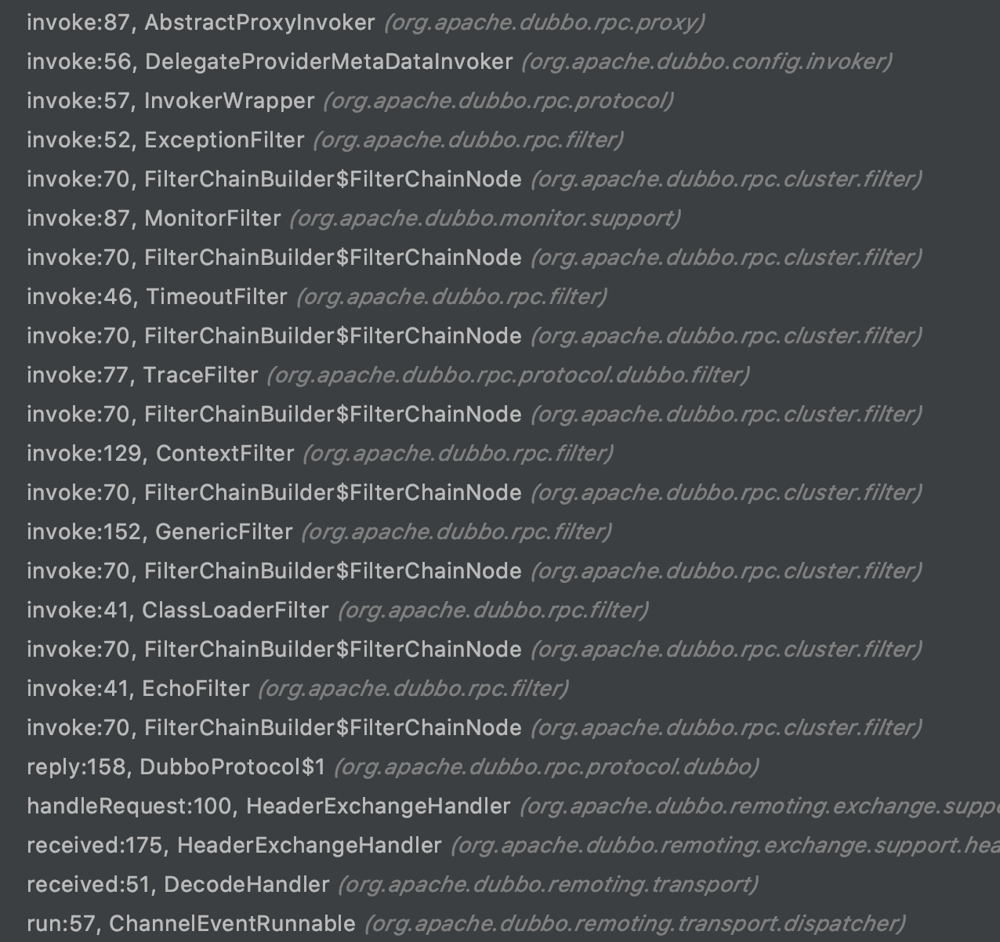 invoke:87, AbstractProxyInvoker (org.apache.dubbo.rpc.proxy)
invoke:56, DelegateProviderMetaDataInvoker (org.apache.dubbo.config.invoker)
invoke:57, InvokerWrapper (org.apache.dubbo.rpc.protocol)
invoke:52, ExceptionFilter (org.apache.dubbo.rpc.filter)
invoke:70, FilterChainBuilder$FilterChainNode (org.apache.dubbo.rpc.cluster.filter)
invoke:87, MonitorFilter (org.apache.dubbo.monitor.support)
invoke:70, FilterChainBuilder$FilterChainNode (org.apache.dubbo.rpc.cluster.filter)
invoke:46, TimeoutFilter (org.apache.dubbo.rpc.filter)
invoke:70, FilterChainBuilder$FilterChainNode (org.apache.dubbo.rpc.cluster.filter)
invoke:77, TraceFilter (org.apache.dubbo.rpc.protocol.dubbo.filter)
invoke:70, FilterChainBuilder$FilterChainNode (org.apache.dubbo.rpc.cluster.filter)
invoke:129, ContextFilter (org.apache.dubbo.rpc.filter)
invoke:70, FilterChainBuilder$FilterChainNode (org.apache.dubbo.rpc.cluster.filter)
invoke:152, GenericFilter (org.apache.dubbo.rpc.filter)
invoke:70, FilterChainBuilder$FilterChainNode (org.apache.dubbo.rpc.cluster.filter)
invoke:41, ClassLoaderFilter (org.apache.dubbo.rpc.filter)
invoke:70, FilterChainBuilder$FilterChainNode (org.apache.dubbo.rpc.cluster.filter)
invoke:41, EchoFilter (org.apache.dubbo.rpc.filter)
invoke:70, FilterChainBuilder$FilterChainNode (org.apache.dubbo.rpc.cluster.filter)
reply:158, DubboProtocol$1 (org.apache.dubbo.rpc.protocol.dubbo)
handleRequest:100, HeaderExchangeHandler (org.apache.dubbo.remoting.exchange.suppo
received:175, HeaderExchangeHandler (org.apache.dubbo.remoting.exchange.support.hea
received:51, DecodeHandler (org.apache.dubbo.remoting.transport)
run:57, ChannelEventRunnable (org.apache.dubbo.remoting.transport.dispatcher)